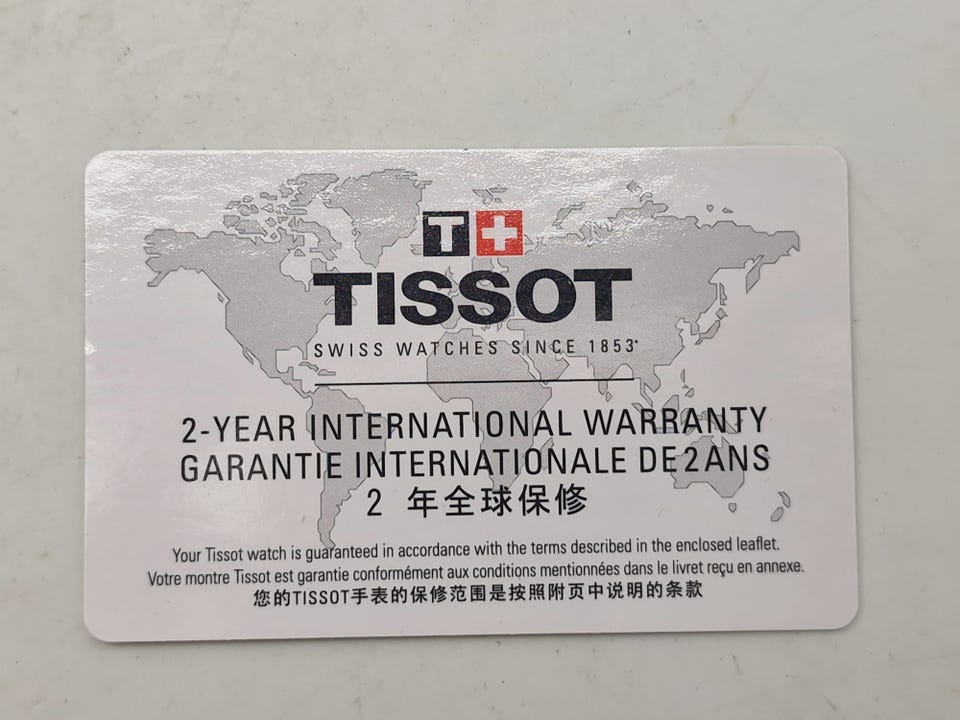 T+
TISSOT
SWISS WATCHES SINCE 1853*
2-YEAR INTERNATIONAL WARRANTY
GARANTIE INTERNATIONALE DE 2 ANS
2 年全球保修
Your Tissot watch is guaranteed in accordance with the terms described in the enclosed leaflet.
Votre montre Tissot est garantie conformément aux conditions mentionnées dans le livret reçu en annexe.
您的TISSOT手表的保修范围是按照附页中说明的条款